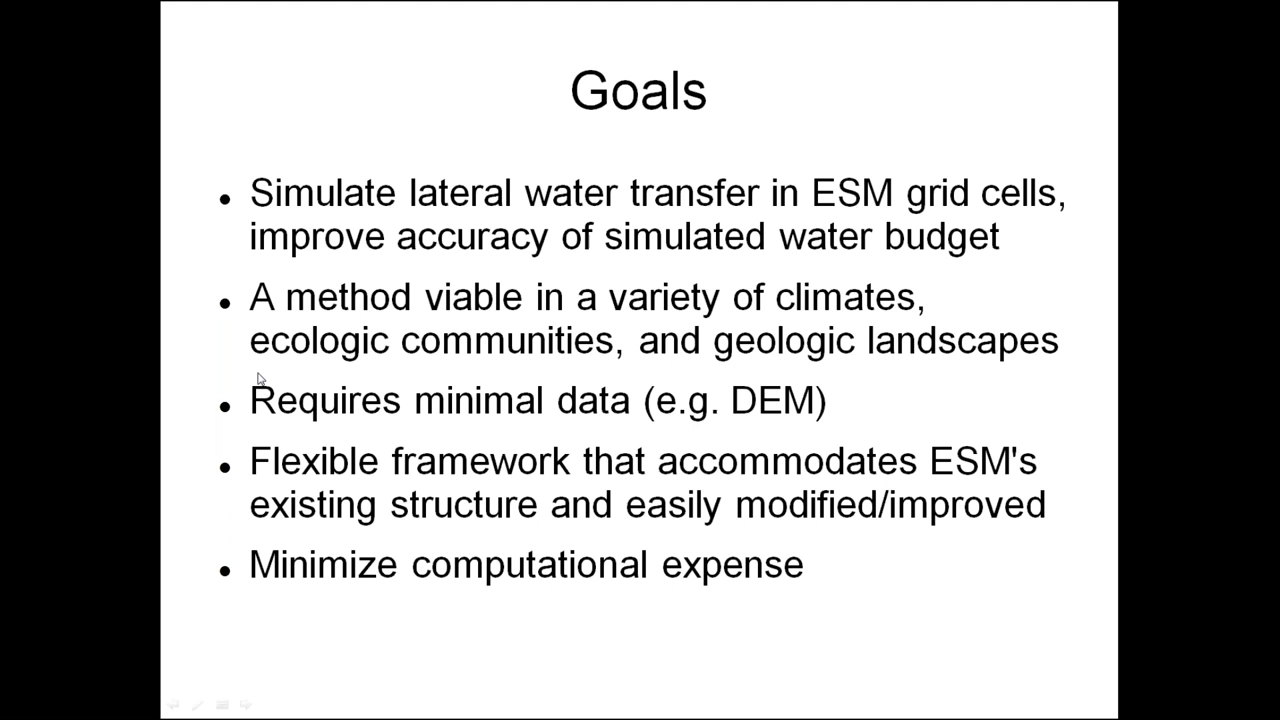 Goals
• Simulate lateral water transfer in ESM grid cells,
improve accuracy of simulated water budget
• A method viable in a variety of climates,
ecologic communities, and geologic landscapes
• Requires minimal data (e.g. DEM)
• Flexible framework that accommodates ESM's
existing structure and easily modified/improved
• Minimize computational expense